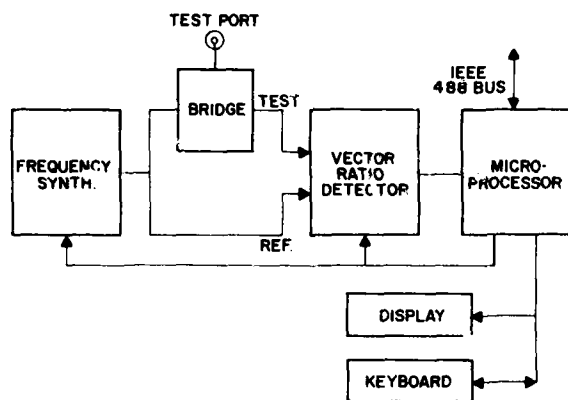 TEST PORT
IEEE
488 BUS
BRIDGE
TEST
FREQUENCY
SYNTH.
VECTOR
RATIO
DETECTOR
MICRO-
PROCESSOR
REF.
DISPLAY
KEYBOARD